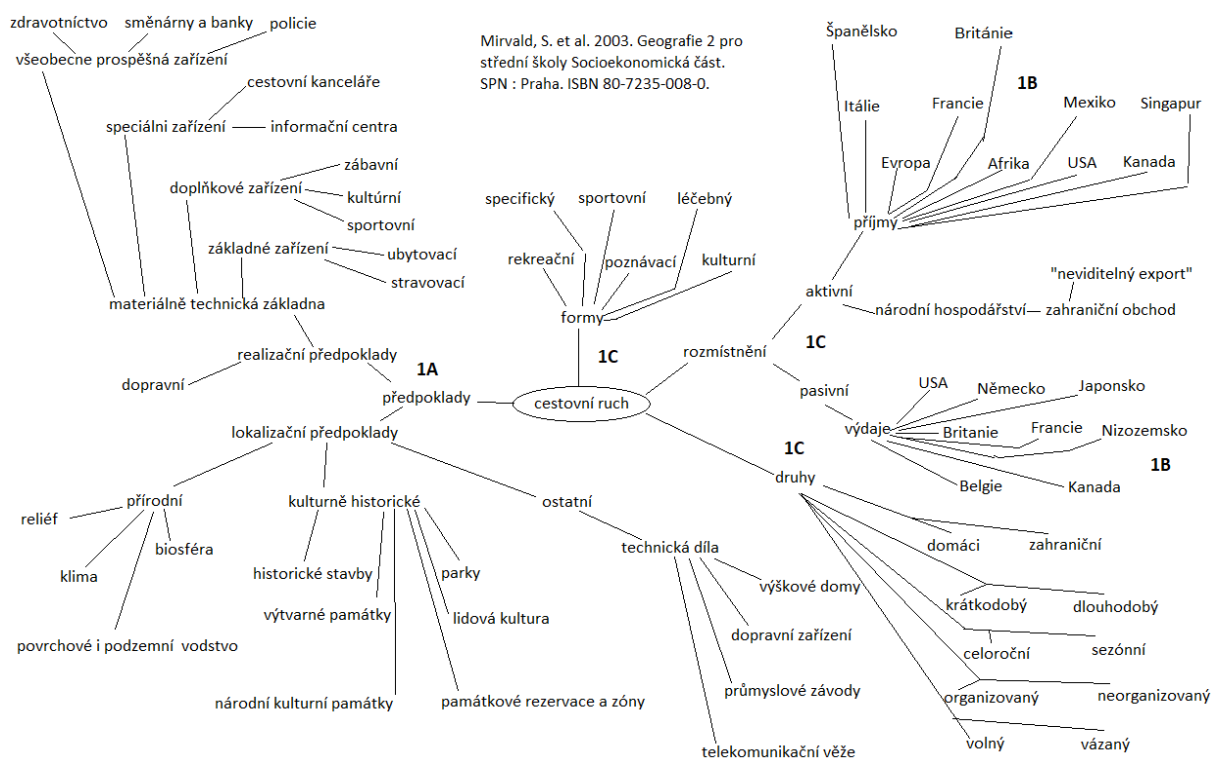 zdravotníctvo
směnárny a banky
policie
všeobecne prospěšná zařízení
cestovní kanceláře
speciálni zařízení
informační centra
zábavní
doplňkové zařízení
kultúrní
sportovní
základné zařízení
ubytovací
stravovací
materiálně technická základna
realizační předpoklady
dopravní
1A
předpoklady
cestovní ruch
Mirvald, S. et al. 2003. Geografie 2 pro
střední školy Socioekonomická část.
SPN : Praha. ISBN 80-7235-008-0.
specifický
sportovní
léčebný
rekreační
poznávací
kulturní
formy
1C
Španělsko
Británie
1B
Itálie
Francie
Mexiko
Singapur
Evropa
Afrika
USA
Kanada
příjmy
"neviditelný export"
aktivní
národní hospodářství
zahraniční obchod
rozmístnění
1C
pasivní
USA
Německo
Japonsko
výdaje
Britanie
Francie
Nizozemsko
1B
Belgie
Kanada
1C
druhy
domáci
zahraniční
krátkodobý
dlouhodobý
celoroční
sezónní
organizovaný
neorganizovaný
volný
vázaný
lokalizační předpoklady
přírodní
reliéf
klima
biosféra
povrchové i podzemní vodstvo
kulturně historické
historické stavby
parky
výtvarné památky
lidová kultura
národní kulturní památky
památkové rezervace a zóny
ostatní
technická díla
výškové domy
dopravní zařízení
průmyslové závody
telekomunikační věže